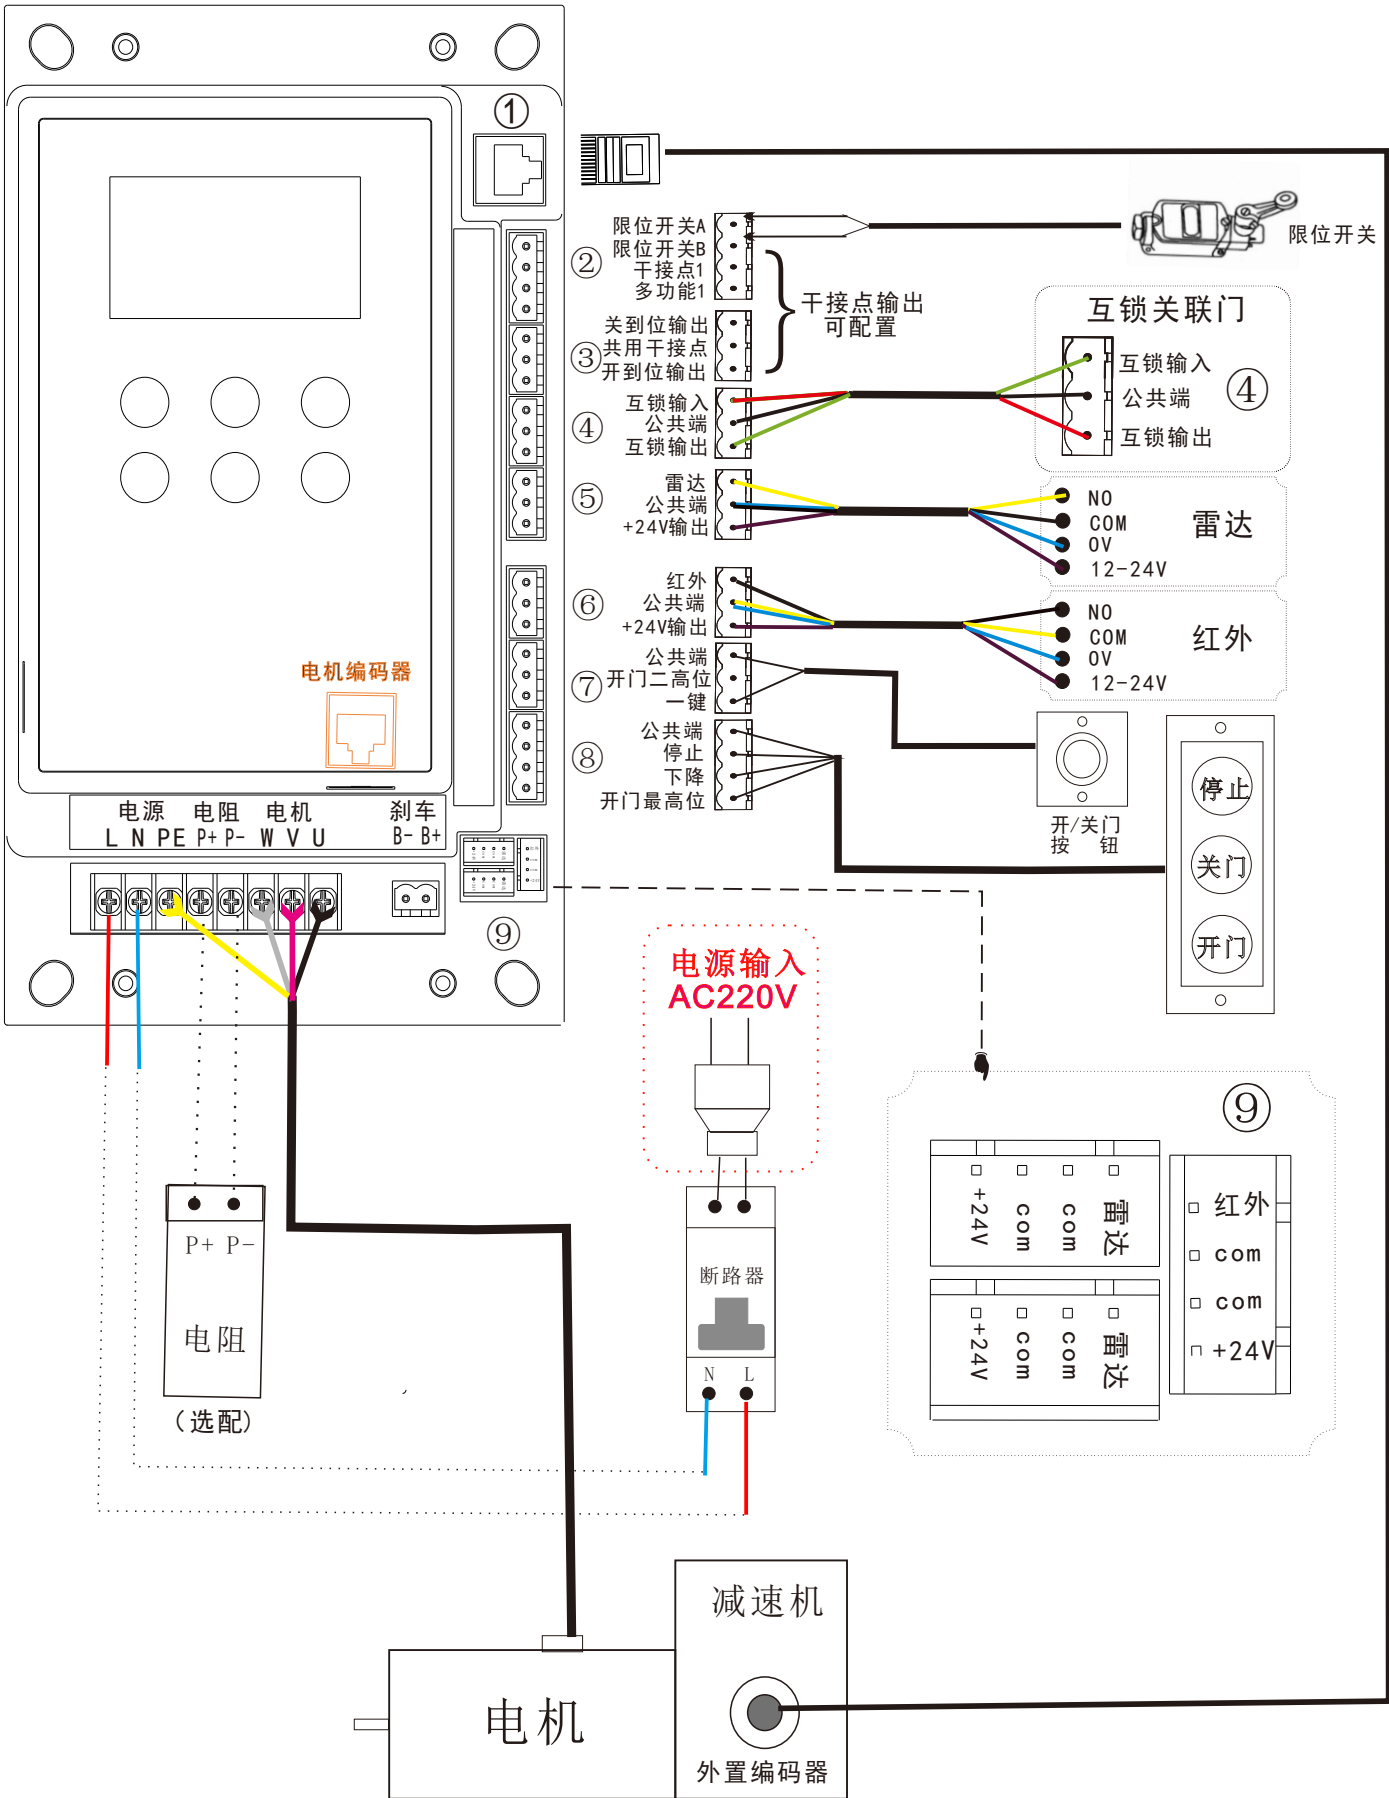 ①
限位开关A
限位开关B
② 干接点1
多功能1
限位开关
干接点输出
可配置
关到位输出
③ 共用干接点
开到位输出
互锁关联门
互锁输入
公共端
互锁输出
④
互锁输入
④ 公共端
互锁输出
雷达
⑤ 公共端
+24V输出
NO
COM
0V
12-24V
雷达
红外
⑥ 公共端
+24V输出
NO
COM
0V
12-24V
红外
公共端
⑦ 开门二高位
一键
公共端
⑧ 停止
下降
开门最高位
开/关门
按 钮
停止
关门
开门
电机编码器
电源 电阻 电机 刹车
L N PE P+ P- W V U B- B+
⑨
电源输入
AC220V
断路器
N L
P+ P-
电阻
(选配)
⑨
+24V com com 雷达
+24V com com 雷达
红外
com
com
+24V
减速机
电机
外置编码器